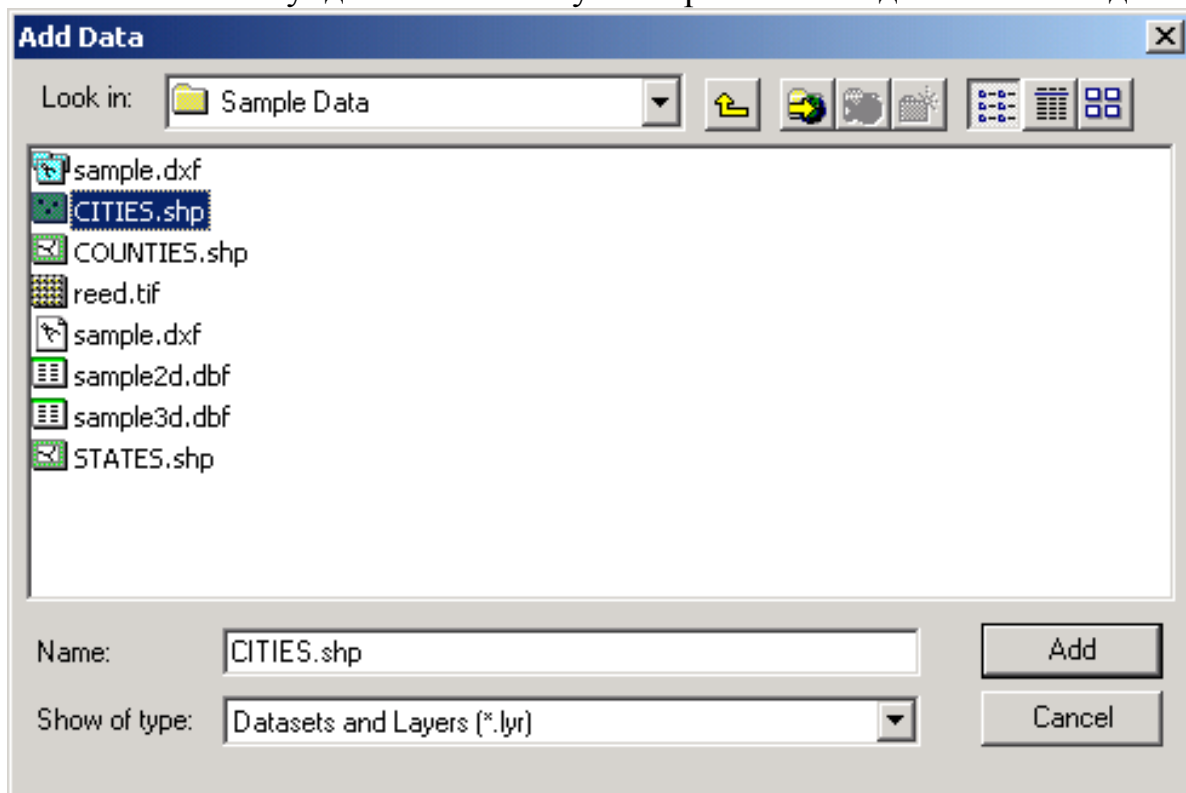 Add Data
Look in: Sample Data
sample.dxf
CITIES.shp
COUNTIES.shp
reed.tif
sample.dxf
sample2d.dbf
sample3d.dbf
STATES.shp
Name: CITIES.shp Add
Show of type: Datasets and Layers (*.lyr) Cancel